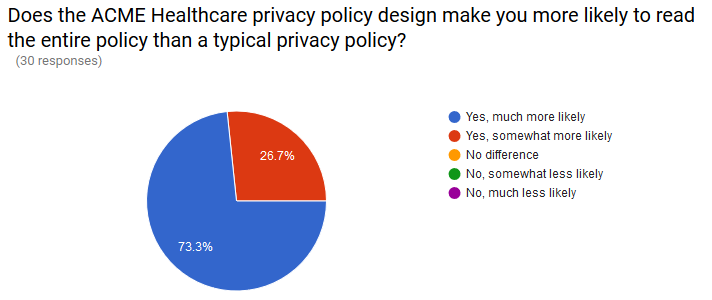 Does the ACME Healthcare privacy policy design make you more likely to read
the entire policy than a typical privacy policy?
(30 responses)
26.7%
73.3%
Yes, much more likely
Yes, somewhat more likely
No difference
No, somewhat less likely
No, much less likely